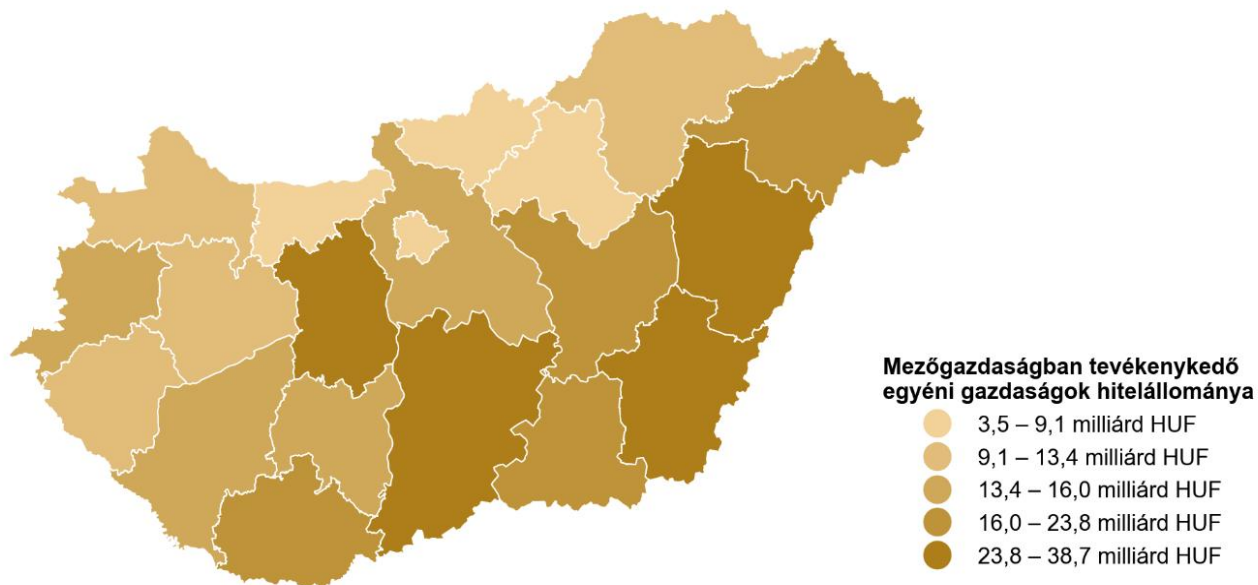 Mezőgazdaságban tevékenykedő
egyéni gazdaságok hitelállománya
3,5 – 9,1 milliárd HUF
9,1 – 13,4 milliárd HUF
13,4 – 16,0 milliárd HUF
16,0 – 23,8 milliárd HUF
23,8 – 38,7 milliárd HUF